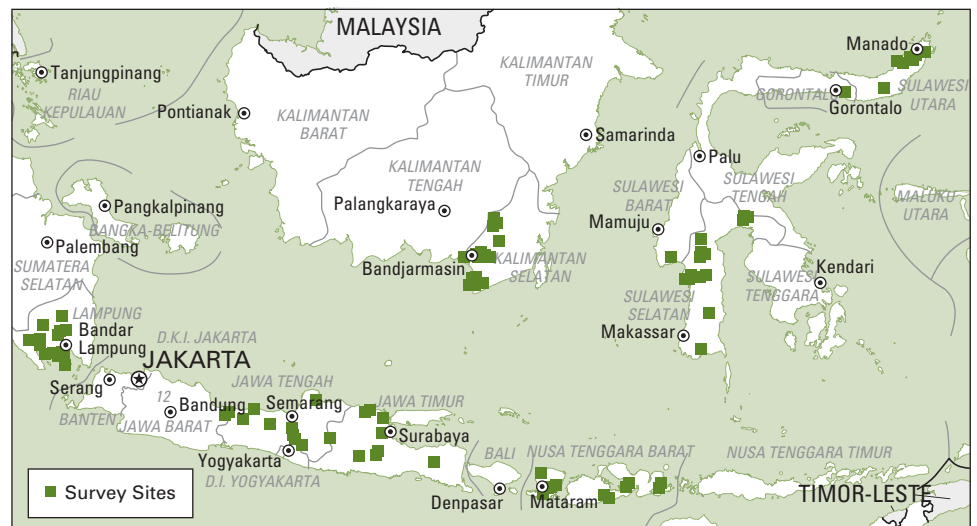 MALAYSIA
Manado
Tanjungpinang
RIAU
KEPULAUAN
KALIMANTAN
TIMUR
SULAWESI
UTARA
GORONTALO
Gorontalo
Pontianak
KALIMANTAN
BARAT
Samarinda
Palu
KALIMANTAN
TENGAH
SULAWESI
TENGAH
SULAWESI
BARAT
MALUKU
UTARA
Pangkalpinang
BANGKA-BELITUNG
Palangkaraya
Mamuju
Palembang
SUMATERA
SELATAN
Bandjarmasin
KALIMANTAN
SELATAN
SULAWESI
TENGGARA
Kendari
SULAWESI
SELATAN
Makassar
LAMPUNG
Bandar
Lampung
D.K.I. JAKARTA
JAKARTA
Serang
BANTEN
12
JAWA BARAT
Bandung
JAWA TENGAH
Semarang
JAWA TIMUR
Surabaya
Yogyakarta
D.I. YOGYAKARTA
BALI
Denpasar
NUSA TENGGARA BARAT
Mataram
NUSA TENGGARA TIMUR
TIMOR-LESTE
Survey Sites